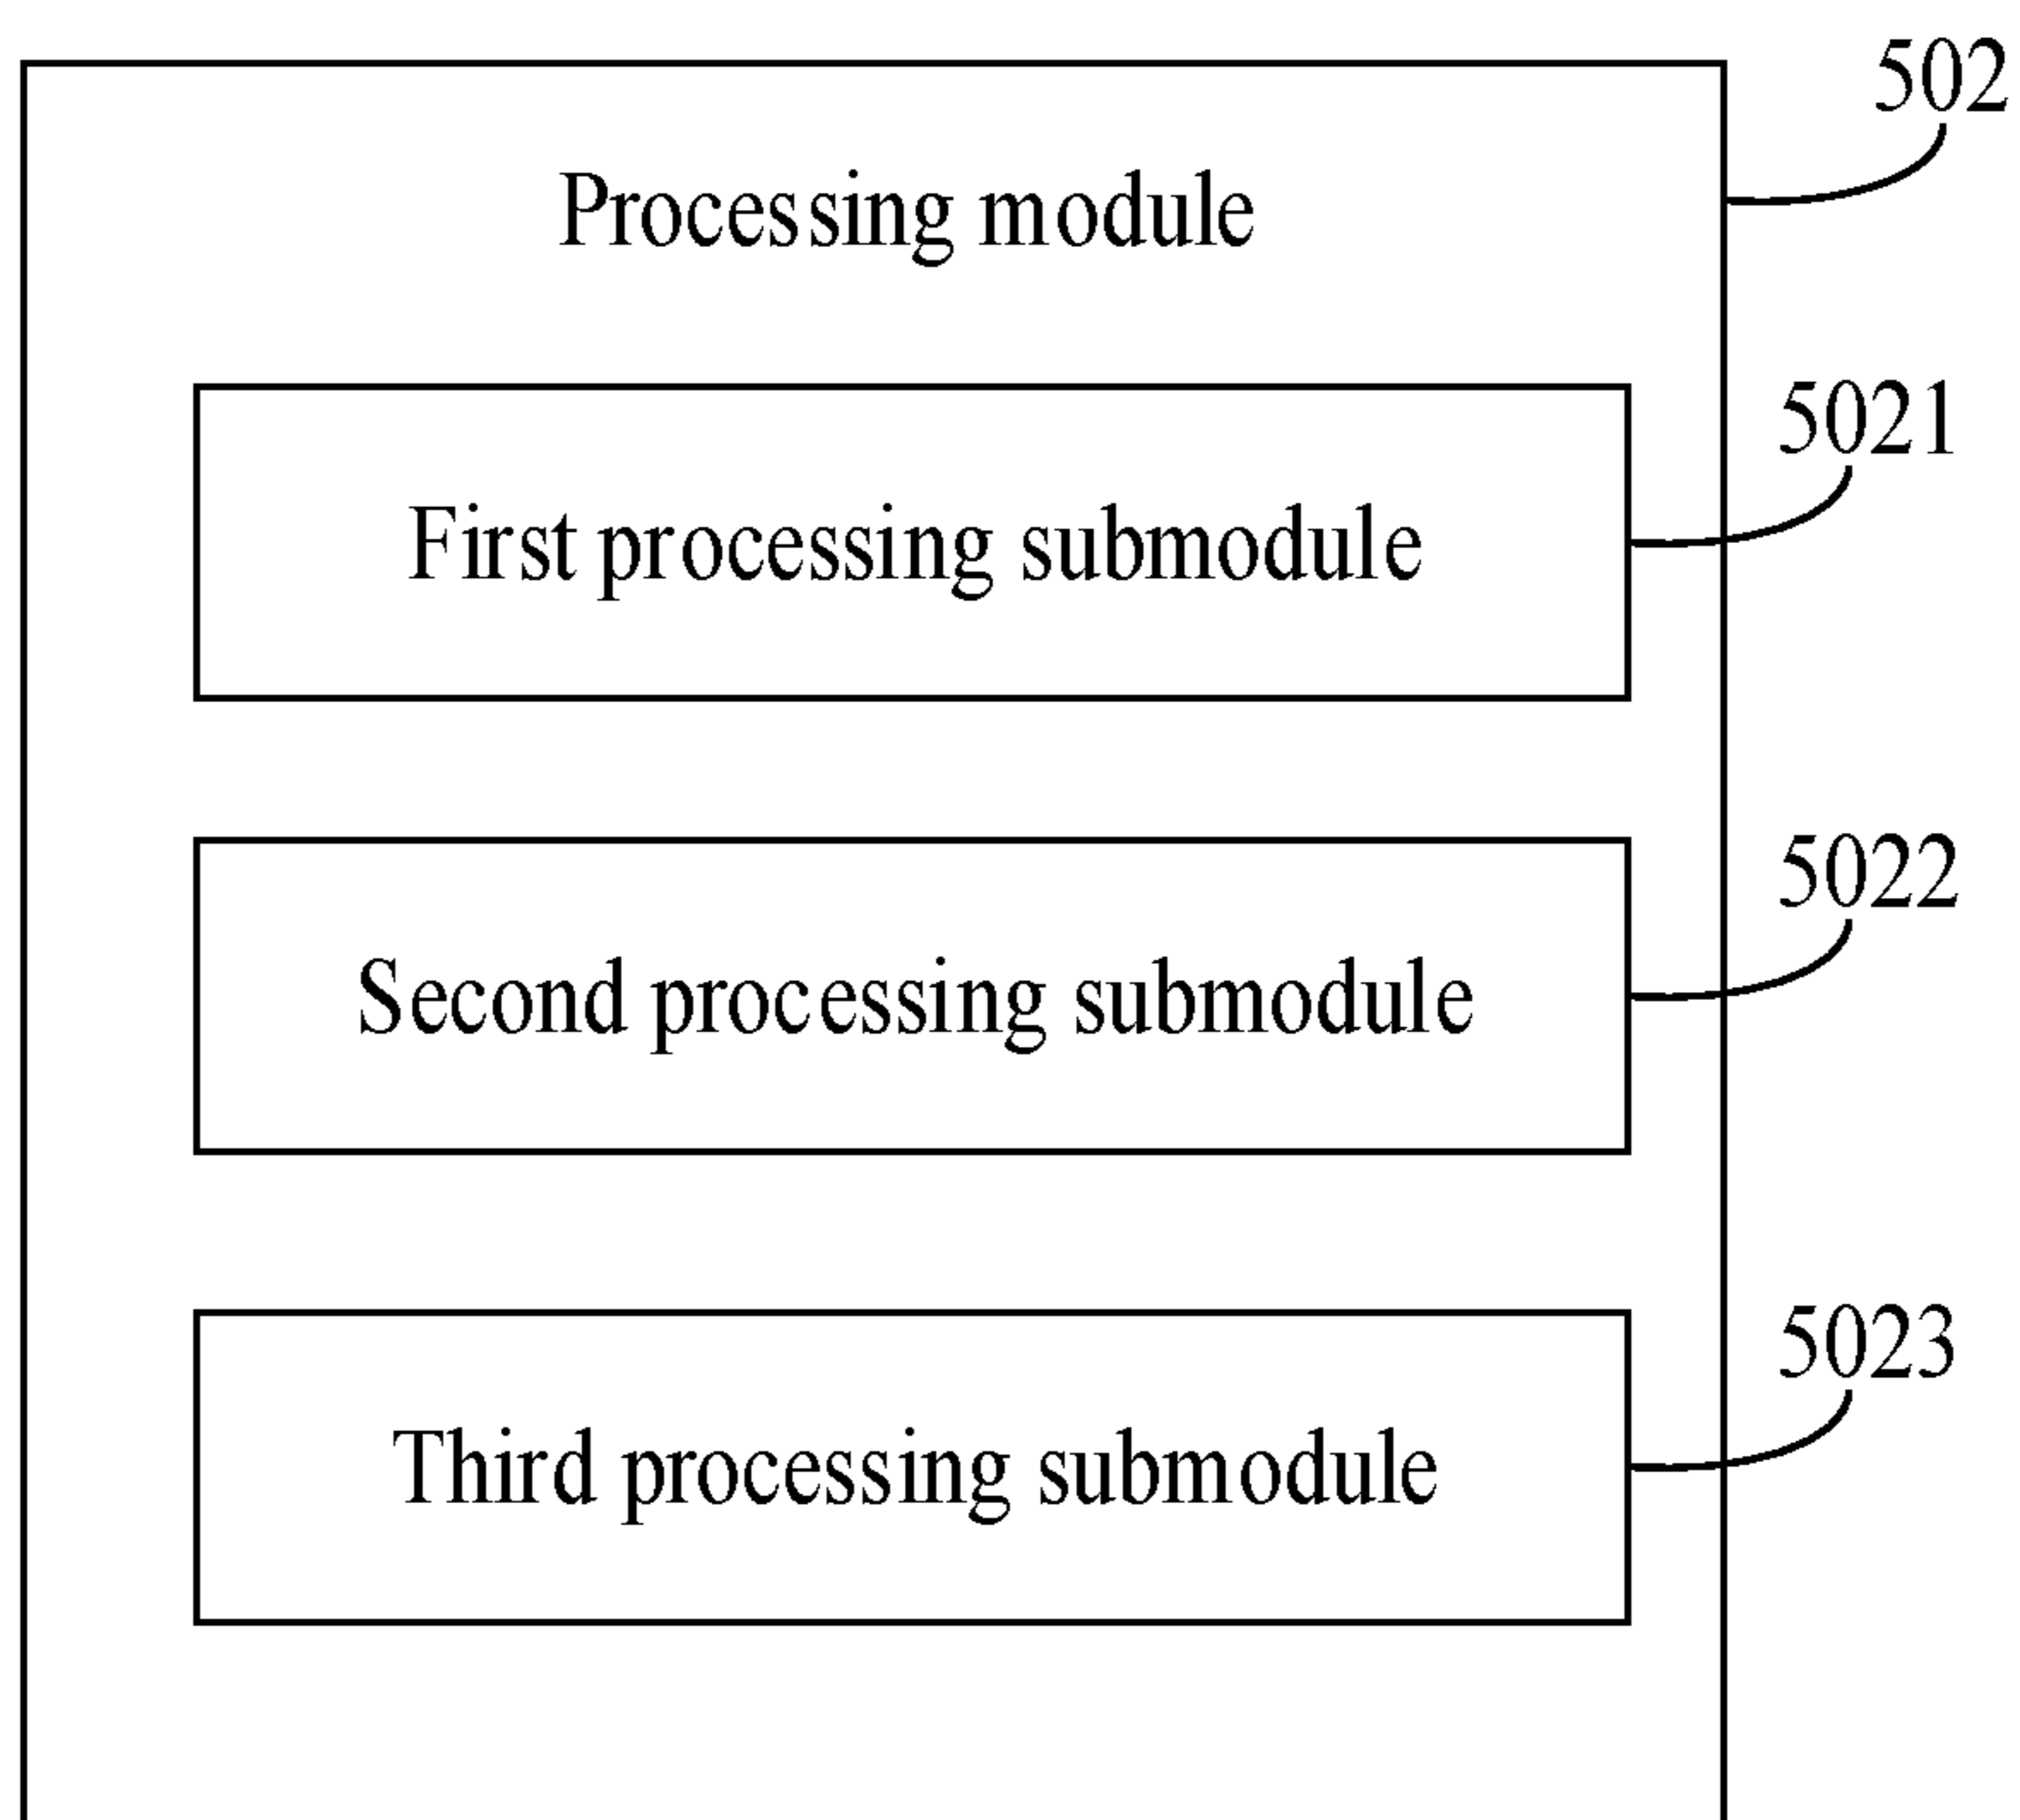 502
Processing module
5021
First processing submodule
5022
Second processing submodule
5023
Third processing submodule